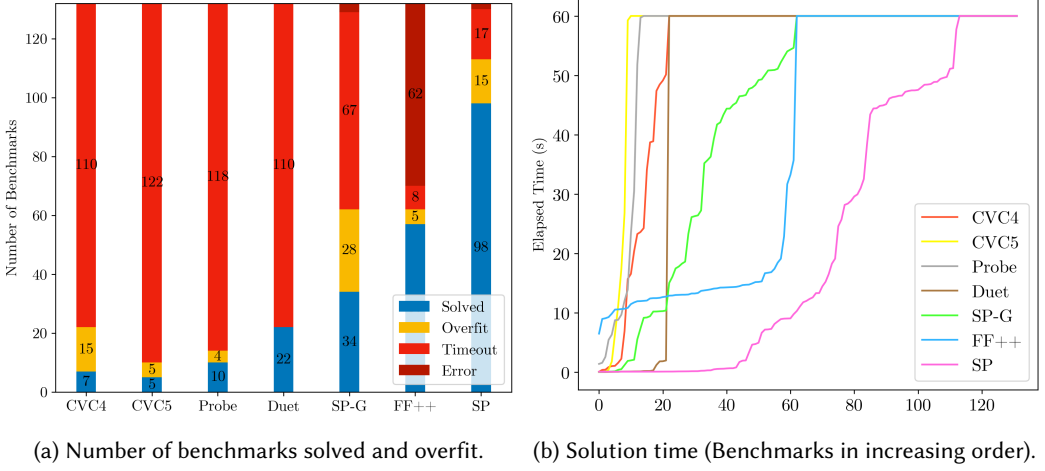 120
100
80
60
40
20
0
Number of Benchmarks
110
122
118
110
67
62
17
15
98
8
5
28
34
15
7
5
5
4
10
22
Solved
Overfit
Timeout
Error
CVC4 CVC5 Probe Duet SP-G FF++ SP
(a) Number of benchmarks solved and overfit.
60
50
40
30
20
10
0
Elapsed Time (s)
CVC4
CVC5
Probe
Duet
SP-G
FF++
SP
0 20 40 60 80 100 120
(b) Solution time (Benchmarks in increasing order).